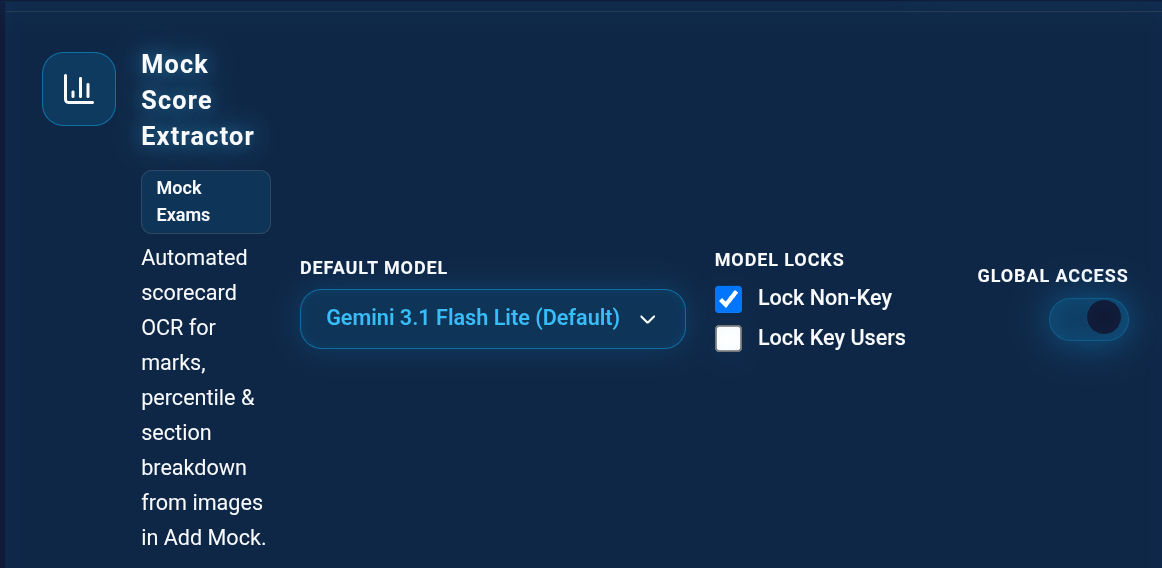 Mock
Score
Extractor
Mock
Exams
Automated
scorecard
OCR for
marks,
percentile &
section
breakdown
from images
in Add Mock.
DEFAULT MODEL
Gemini 3.1 Flash Lite (Default)
MODEL LOCKS
Lock Non-Key
Lock Key Users
GLOBAL ACCESS